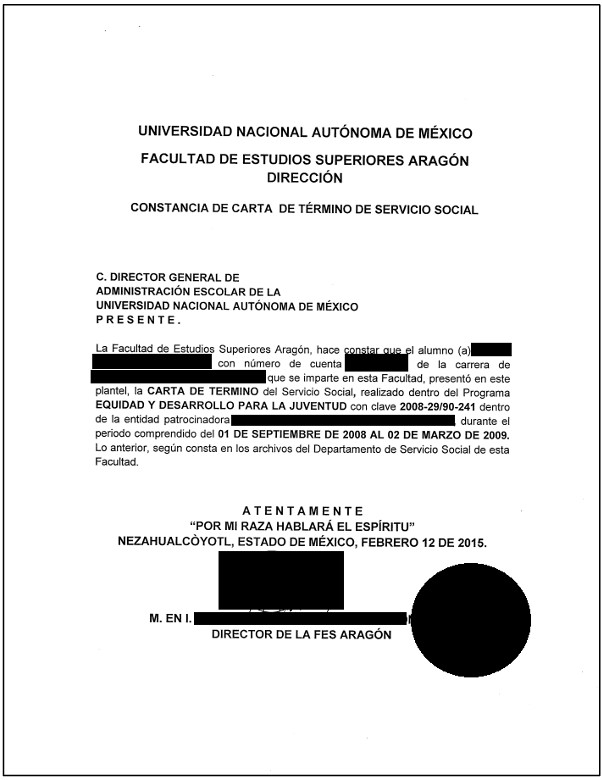 UNIVERSIDAD NACIONAL AUTÓNOMA DE MÉXICO
FACULTAD DE ESTUDIOS SUPERIORES ARAGÓN
DIRECCIÓN
CONSTANCIA DE CARTA DE TÉRMINO DE SERVICIO SOCIAL
C. DIRECTOR GENERAL DE
ADMINISTRACIÓN ESCOLAR DE LA
UNIVERSIDAD NACIONAL AUTÓNOMA DE MÉXICO
P R E S E N T E .
La Facultad de Estudios Superiores Aragón, hace constar que el alumno (a)
con número de cuenta de la carrera de
que se imparte en esta Facultad, presentó en este
plantel, la CARTA DE TERMINO del Servicio Social, realizado dentro del Programa
EQUIDAD Y DESARROLLO PARA LA JUVENTUD con clave 2008-29/90-241 dentro
de la entidad patrocinadora , durante el
periodo comprendido del 01 DE SEPTIEMBRE DE 2008 AL 02 DE MARZO DE 2009.
Lo anterior, según consta en los archivos del Departamento de Servicio Social de esta
Facultad.
A T E N T A M E N T E
“POR MI RAZA HABLARÁ EL ESPÍRITU”
NEZAHUALCÒYOTL, ESTADO DE MÉXICO, FEBRERO 12 DE 2015.
M. EN I.
DIRECTOR DE LA FES ARAGÓN